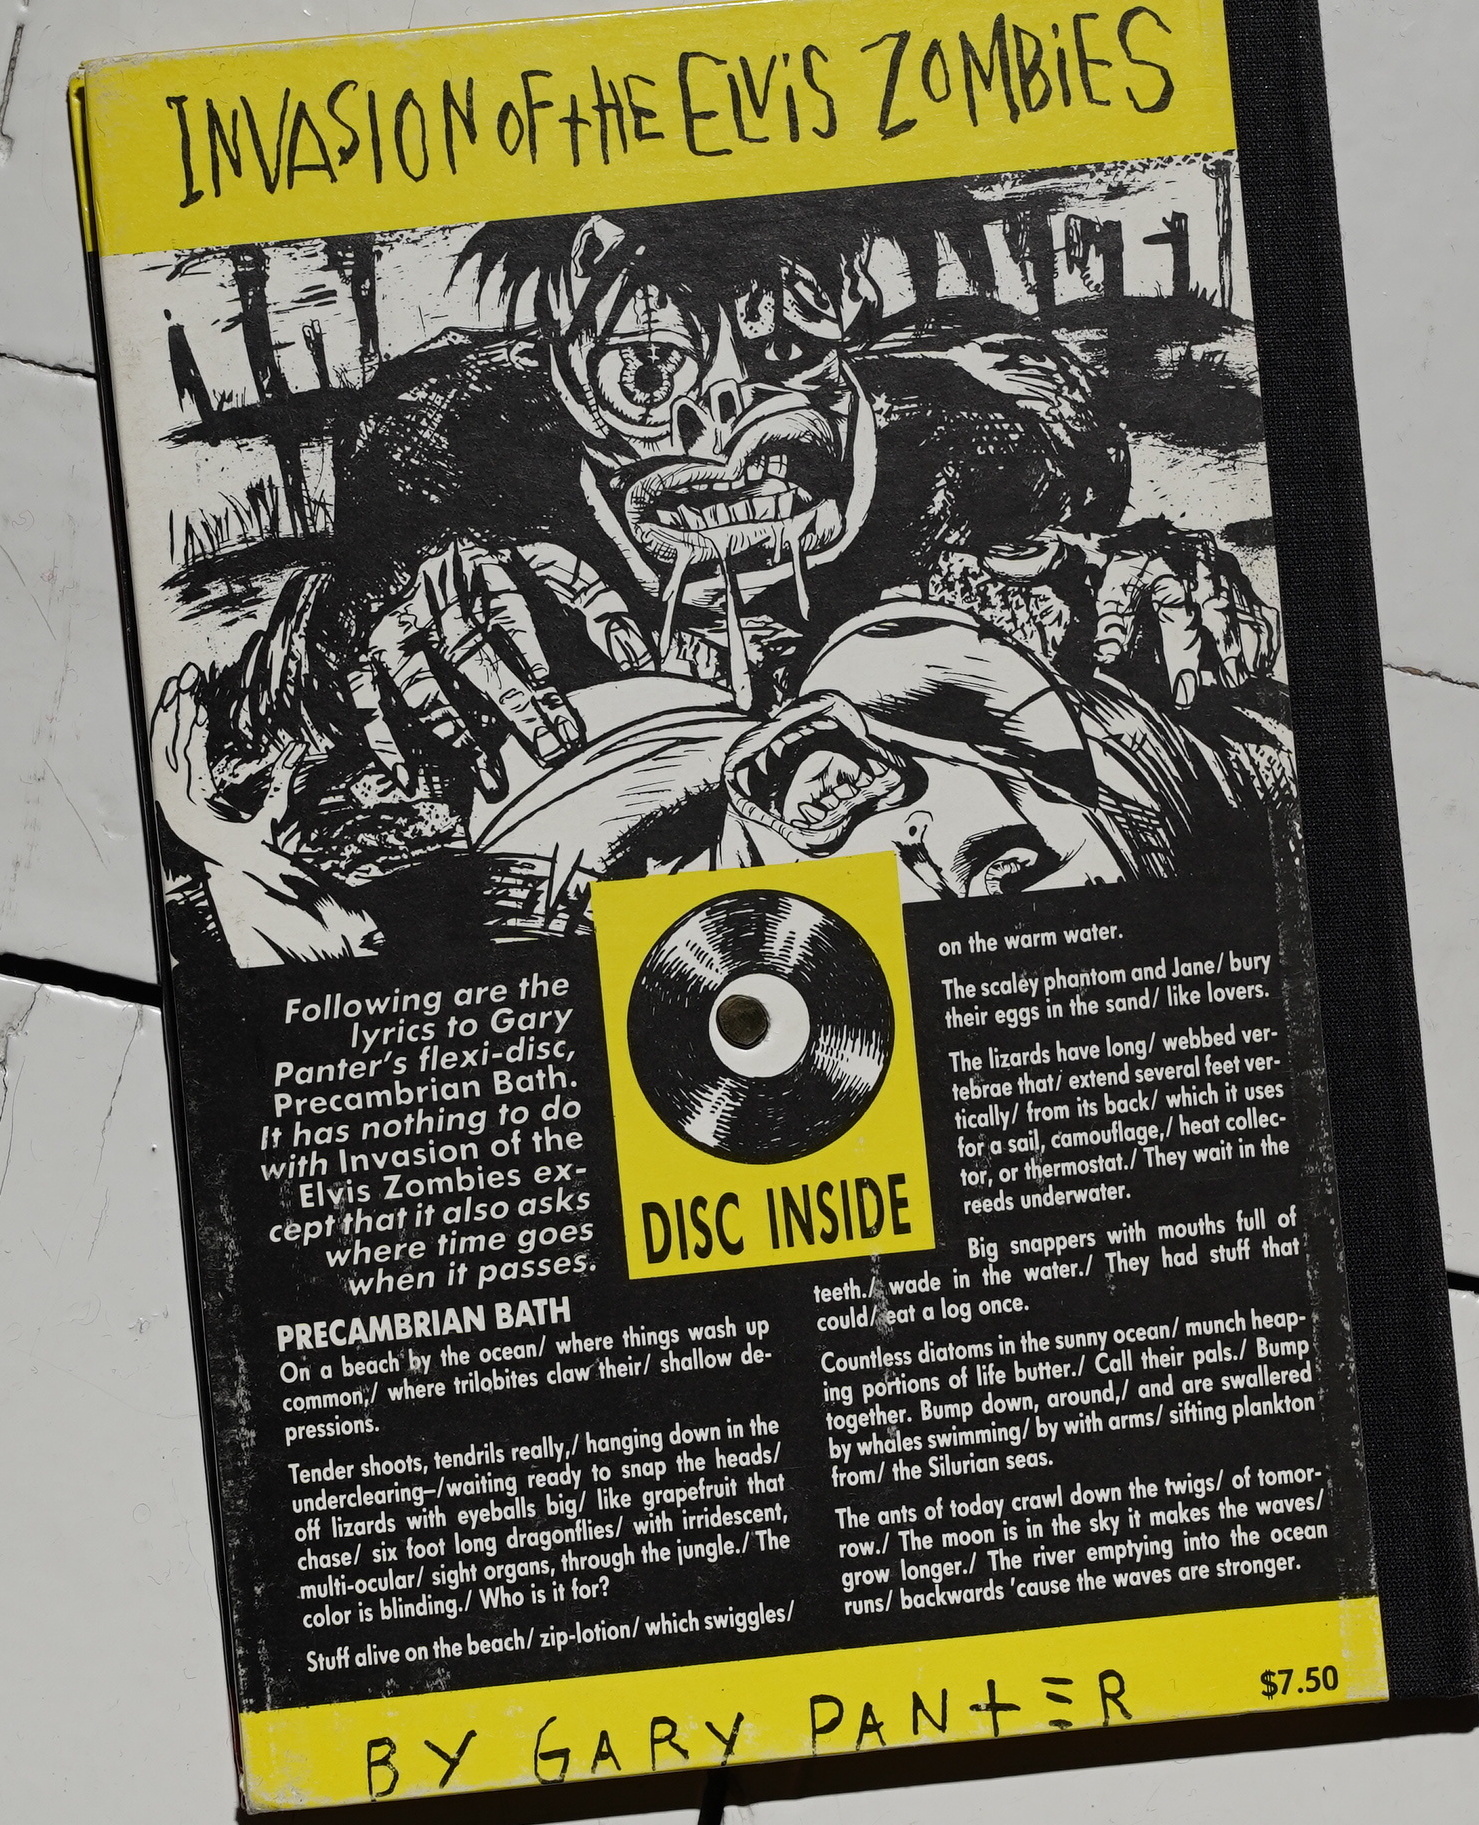 INVASION OF tHE ELViS ZOMBiES
Following are the
lyrics to Gary
Panter's flexi-disc,
Precambrian Bath.
It has nothing to do
with Invasion of the
Elvis Zombies ex-
cept that it also asks
where time goes
when it passes.
DISC INSIDE
PRECAMBRIAN BATH
On a beach by the ocean/ where things wash up
common,/ where trilobites claw their/ shallow de-
pressions.
Tender shoots, tendrils really,/ hanging down in the
underclearing—/waiting ready to snap the heads/
off lizards with eyeballs big/ like grapefruit that
chase/ six foot long dragonflies/ with irridescent,
multi-ocular/ sight organs, through the jungle./ The
color is blinding./ Who is it for?
Stuff alive on the beach/ zip-lotion/ which swiggles/
on the warm water.
The scaley phantom and Jane/ bury
their eggs in the sand/ like lovers.
The lizards have long/ webbed ver-
tebrae that/ extend several feet ver-
tically/ from its back/ which it uses
for a sail, camouflage,/ heat collec-
tor, or thermostat./ They wait in the
reeds underwater.
Big snappers with mouths full of
teeth./ wade in the water./ They had stuff that
could/ eat a log once.
Countless diatoms in the sunny ocean/ munch heap-
ing portions of life butter./ Call their pals./ Bump
together. Bump down, around,/ and are swallered
by whales swimming/ by with arms/ sifting plankton
from/ the Silurian seas.
The ants of today crawl down the twigs/ of tomor-
row./ The moon is in the sky it makes the waves/
grow longer./ The river emptying into the ocean
runs/ backwards 'cause the waves are stronger.
BY GARY PANTER
$7.50